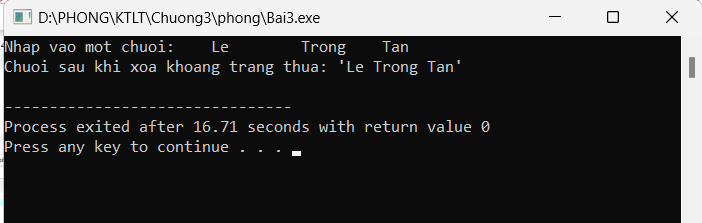 D:\PHONG\KTLT\Chuong3\phong\Bai3.exe
Nhap vao mot chuoi:    Le        Trong    Tan
Chuoi sau khi xoa khoang trang thua: 'Le Trong Tan'
--------------------------------
Process exited after 16.71 seconds with return value 0
Press any key to continue . . .